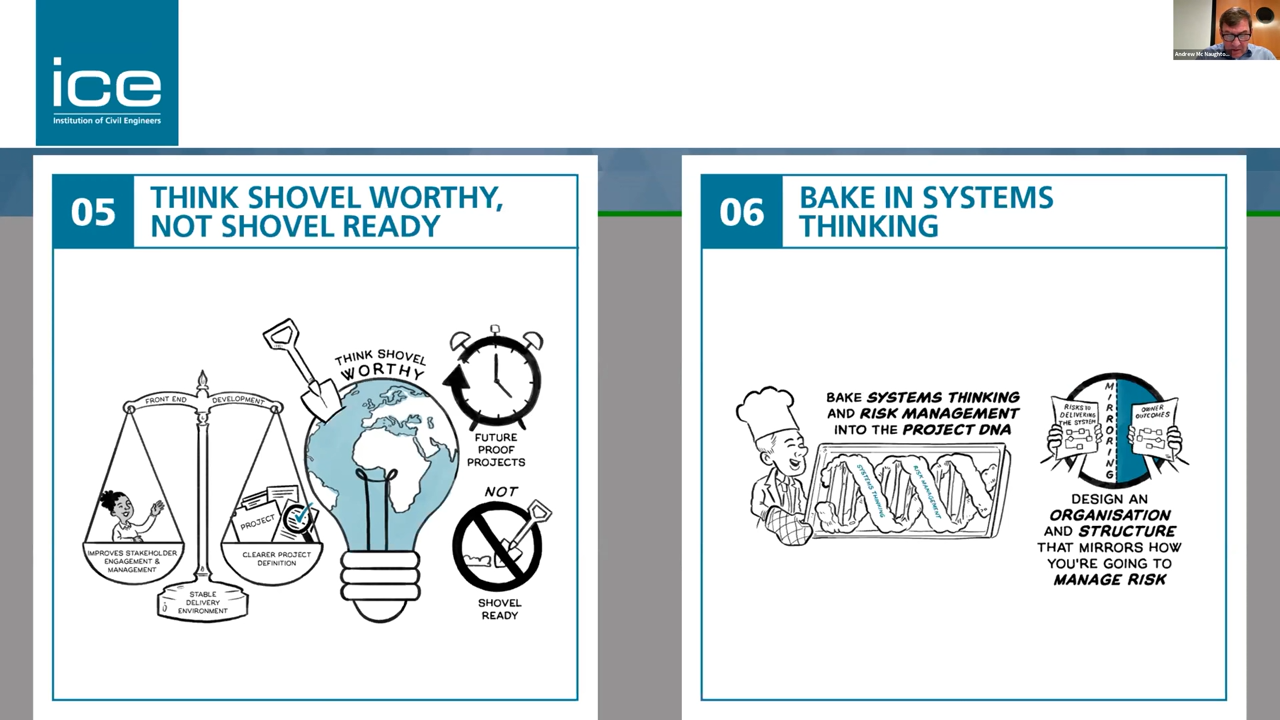 ice
Institution of Civil Engineers
Andrew Mc Naughto...
05
THINK SHOVEL WORTHY,
NOT SHOVEL READY
THINK SHOVEL
WORTHY
FRONT END DEVELOPMENT
PROJECT
IMPROVES STAKEHOLDER
ENGAGEMENT &
MANAGEMENT
CLEARER PROJECT
DEFINITION
STABLE
DELIVERY
ENVIRONMENT
FUTURE
PROOF
PROJECTS
NOT
SHOVEL
READY
06
BAKE IN SYSTEMS
THINKING
BAKE SYSTEMS THINKING
AND RISK MANAGEMENT
INTO THE PROJECT DNA
SYSTEMS THINKING
RISK MANAGEMENT
RISKS TO
DELIVERING
THE SYSTEM
MIRRORING
OWNER
OUTCOMES
DESIGN AN
ORGANISATION
AND STRUCTURE
THAT MIRRORS HOW
YOU'RE GOING TO
MANAGE RISK